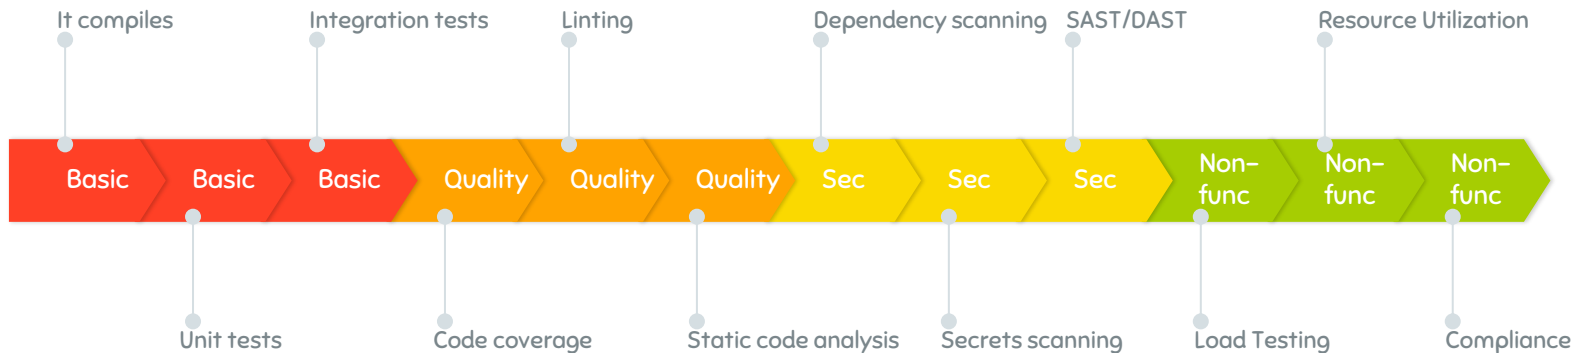 It compiles
Integration tests
Linting
Dependency scanning
SAST/DAST
Resource Utilization
Basic
Basic
Basic
Quality
Quality
Quality
Sec
Sec
Sec
Non-
func
Non-
func
Non-
func
Unit tests
Code coverage
Static code analysis
Secrets scanning
Load Testing
Compliance